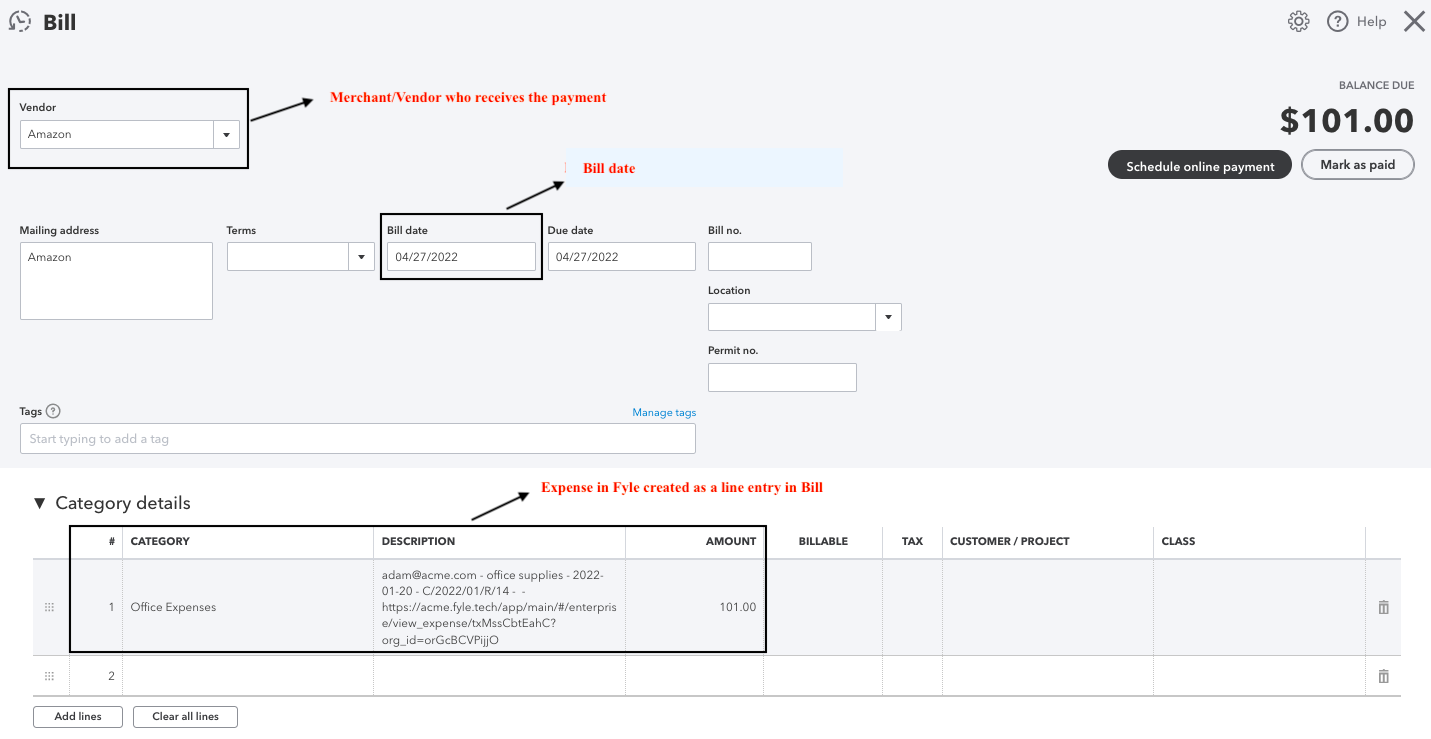 Bill
Help
Vendor
Merchant/Vendor who receives the payment
BALANCE DUE
Amazon
$101.00
Bill date
Schedule online payment
Mark as paid
Mailing address
Terms
Bill date
Due date
Bill no.
Amazon
04/27/2022
04/27/2022
Location
Permit no.
Tags
Manage tags
Start typing to add a tag
Expense in Fyle created as a line entry in Bill
Category details
# CATEGORY DESCRIPTION AMOUNT BILLABLE TAX CUSTOMER / PROJECT CLASS
adam@acme.com - office supplies - 2022-
01-20 - C/2022/01/R/14 - -
1 Office Expenses https://acme.fyle.tech/app/main/#/enterpris 101.00
e/view_expense/txMssCbtEahC?
org_id=orGcBCVPijjO
2
Add lines
Clear all lines